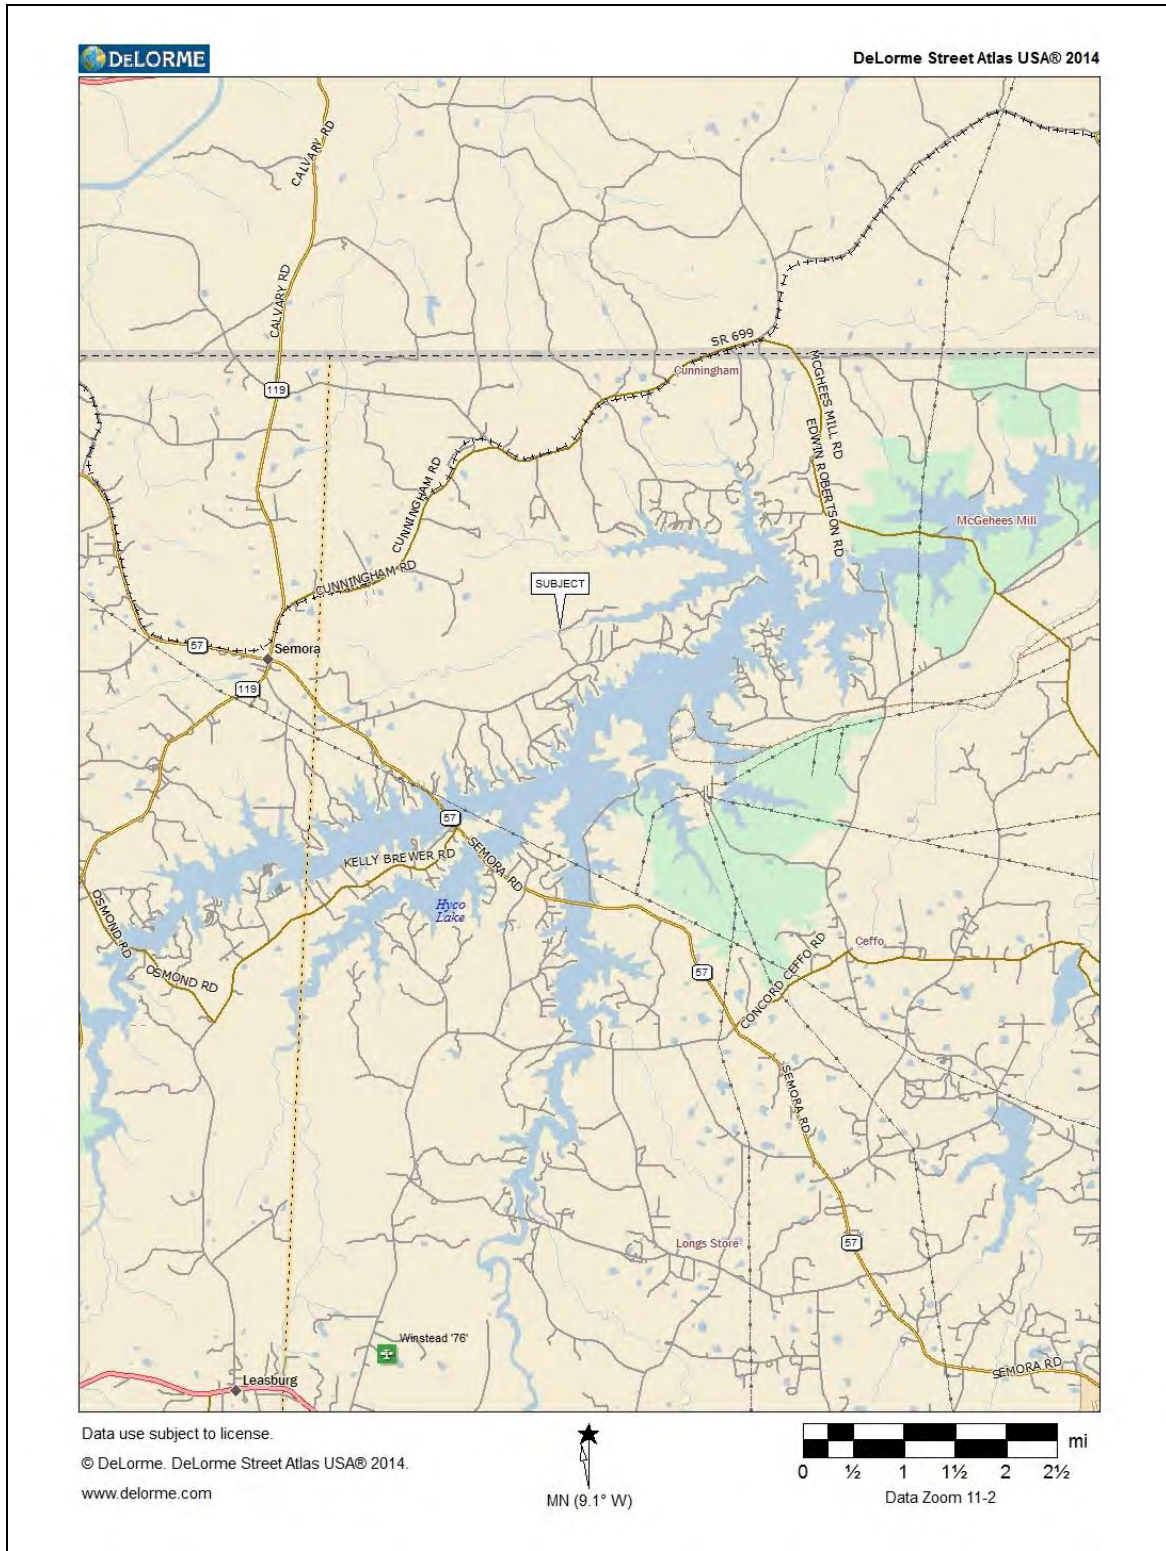 DELORME
DeLorme Street Atlas USA® 2014
CALVARY RD
CALVARY RD
SR 699
Cunningham
119
MCGHEES MILL RD
EDWIN ROBERTSON RD
CUNNINGHAM RD
McGehees Mill
CUNNINGHAM RD
SUBJECT
57
Semora
119
57
KELLY BREWER RD
SEMORA RD
Hyco
Lake
OSMOND RD
OSMOND RD
Ceffo
CONCORD CEFFO RD
57
SEMORA RD
Longs Store
57
Winstead '76'
SEMORA RD
Leasburg
Data use subject to license.
© DeLorme. DeLorme Street Atlas USA® 2014.
www.delorme.com
MN (9.1° W)
mi
0 ½ 1 1½ 2 2½
Data Zoom 11-2